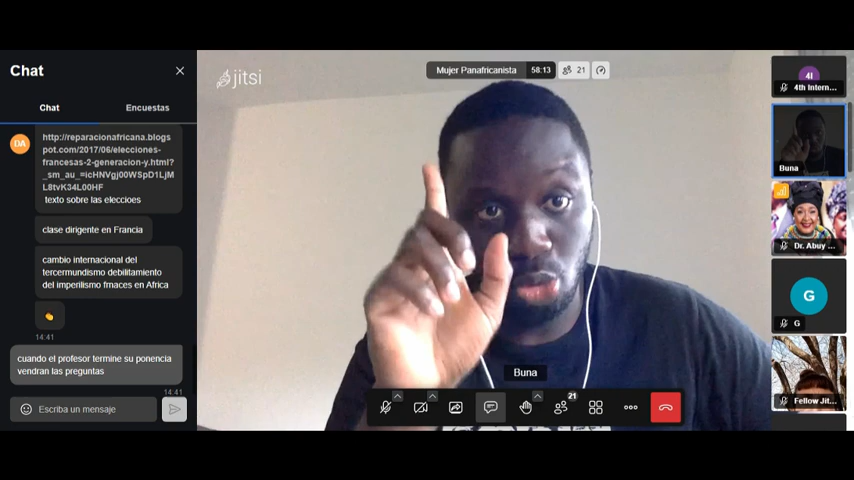 Chat
Chat
Encuestas
DA
http://reparacionafricana.blogs
pot.com/2017/06/elecciones-
francesas-2-generacion-y.html?
_sm_au_=icHNVgj00WSpD1LjM
L8tvK34L00HF
texto sobre las eleccioes
clase dirigente en Francia
cambio internacional del
tercermundismo debilitamiento
del imperilismo fmaces en Africa
14:41
cuando el profesor termine su ponencia
vendran las preguntas
14:41
Escriba un mensaje
jitsi
Mujer Panafricanista
58:13
21
Buna
21
4I
4th Intern...
Buna
Dr. Abuy ...
G
G
Fellow Jit...